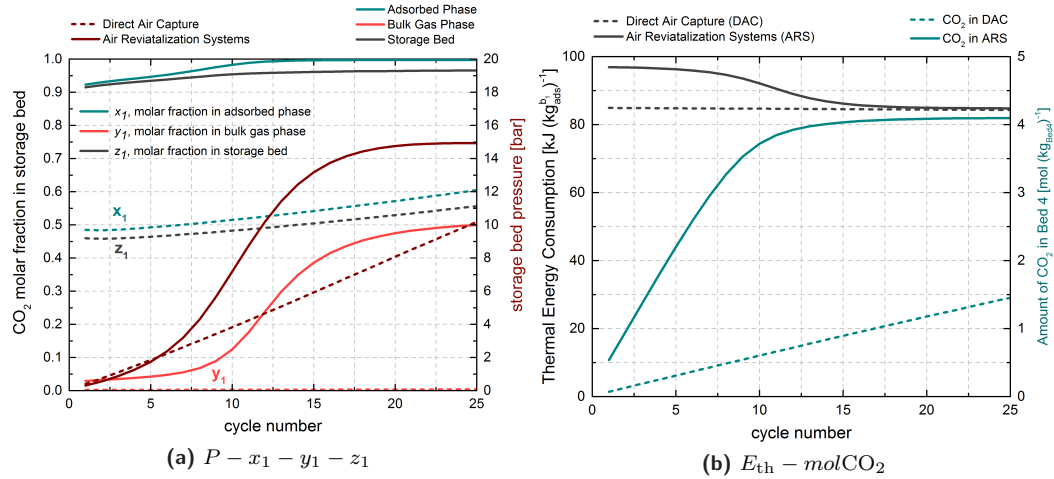 Direct Air Capture
Air Reviatalization Systems
Adsorbed Phase
Bulk Gas Phase
Storage Bed
CO2 molar fraction in storage bed
1.0
0.9
0.8
0.7
0.6
0.5
0.4
0.3
0.2
0.1
0.0
x1, molar fraction in adsorbed phase
y1, molar fraction in bulk gas phase
z1, molar fraction in storage bed
x1
z1
y1
20
18
16
14
12
10
8
6
4
2
0
storage bed pressure [bar]
0 5 10 15 20 25
cycle number
(a) P − x1 − y1 − z1
Direct Air Capture (DAC)
Air Reviatalization Systems (ARS)
CO2 in DAC
CO2 in ARS
Thermal Energy Consumption [kJ (kg b1 ads)-1]
100
80
60
40
20
0
5
4
3
2
1
0
Amount of CO2 in Bed 4 [mol (kgBed4)-1]
0 5 10 15 20 25
cycle number
(b) Eth − molCO2